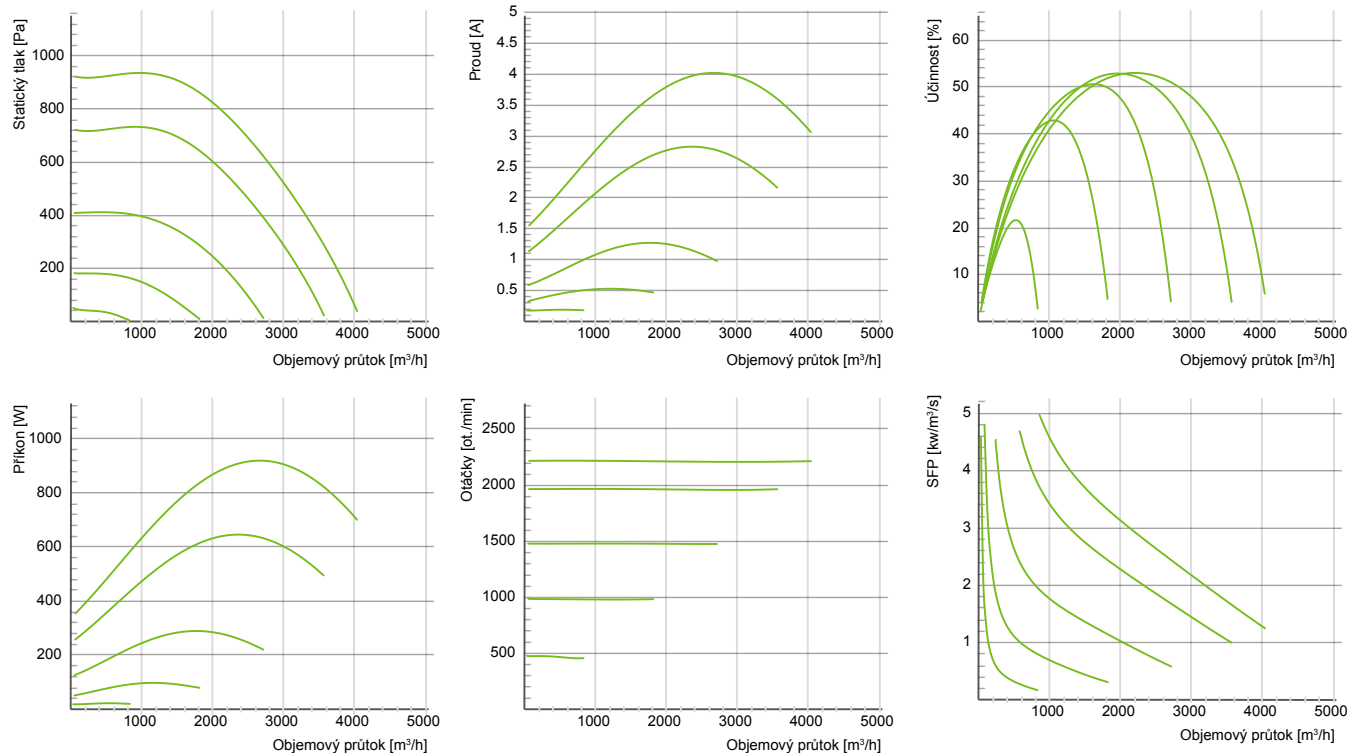 Statický tlak [Pa]
1000
800
600
400
200
1000 2000 3000 4000 5000
Objemový průtok [m³/h]
Proud [A]
5
4.5
4
3.5
3
2.5
2
1.5
1
0.5
1000 2000 3000 4000 5000
Objemový průtok [m³/h]
Účinnost [%]
60
50
40
30
20
10
1000 2000 3000 4000 5000
Objemový průtok [m³/h]
Příkon [W]
1000
800
600
400
200
1000 2000 3000 4000 5000
Objemový průtok [m³/h]
Otáčky [ot./min]
2500
2000
1500
1000
500
1000 2000 3000 4000 5000
Objemový průtok [m³/h]
SFP [kw/m³/s]
5
4
3
2
1
1000 2000 3000 4000 5000
Objemový průtok [m³/h]